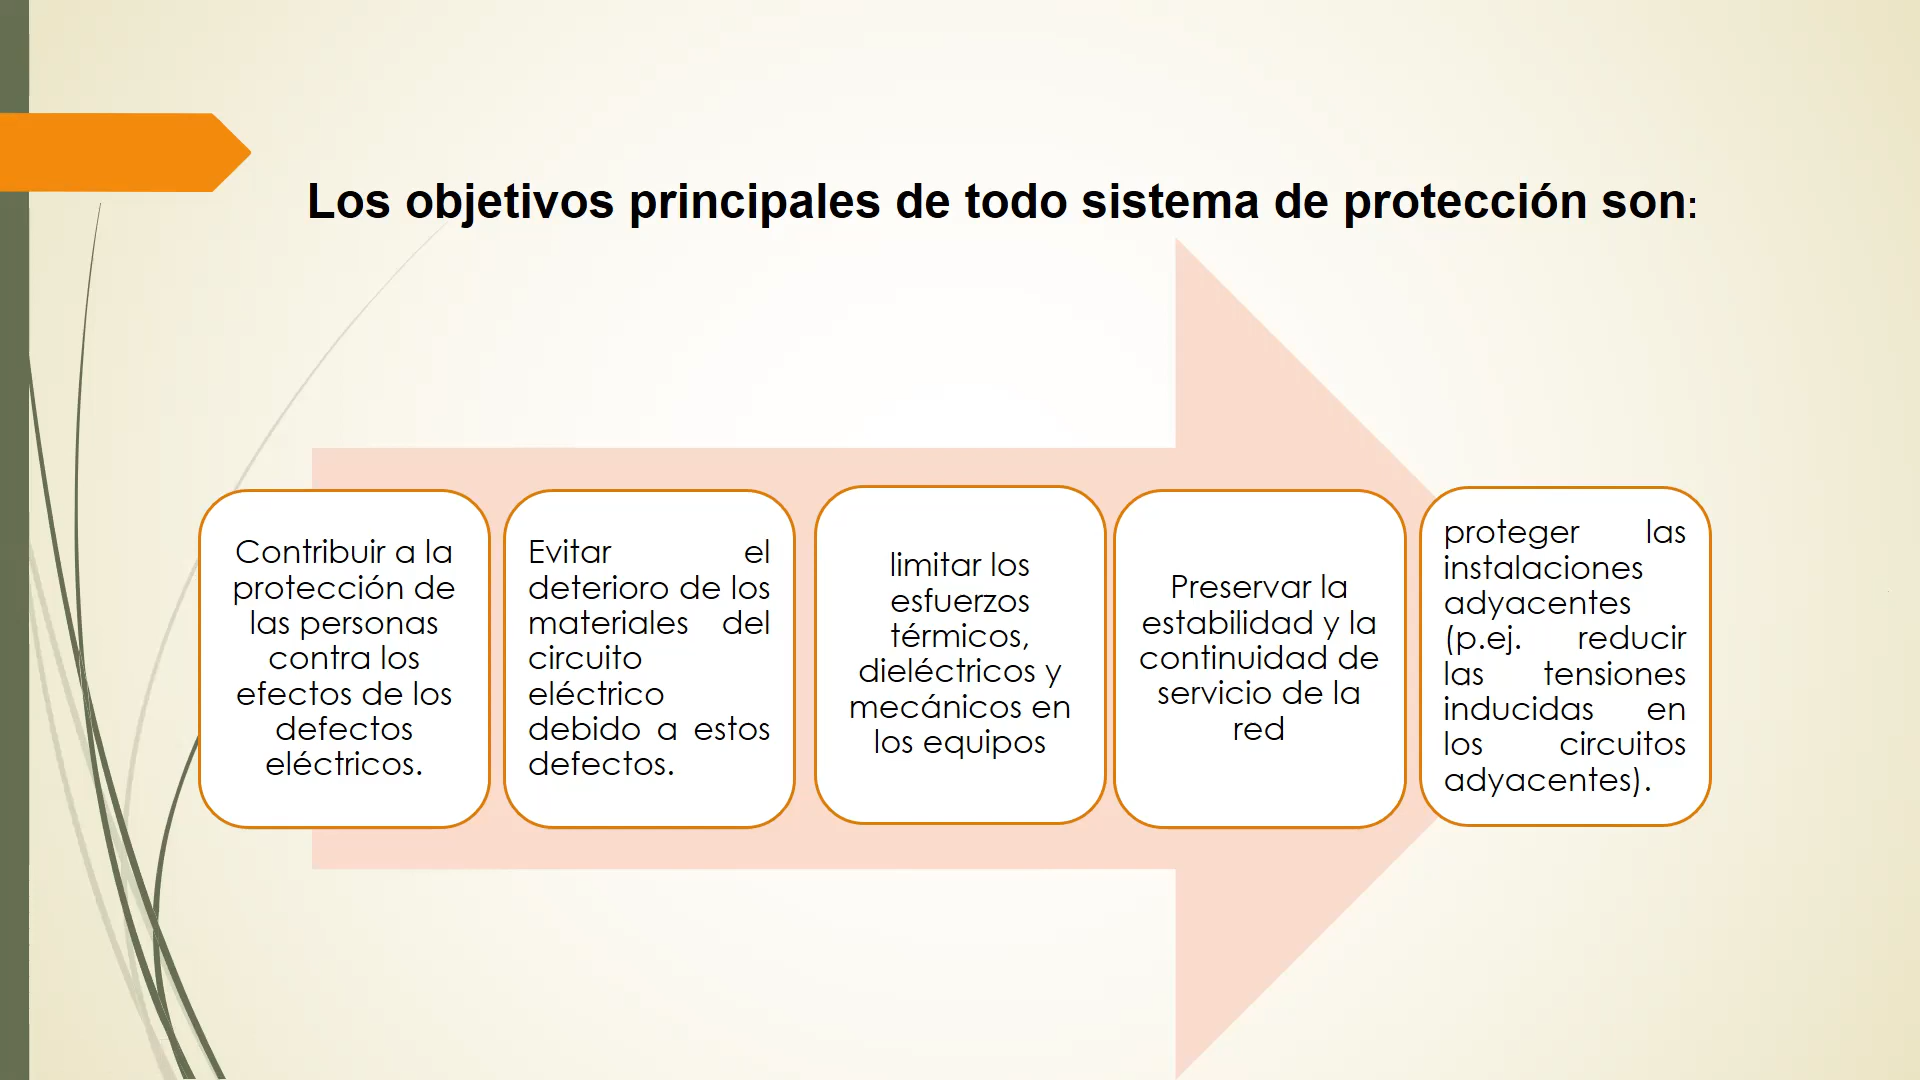 Los objetivos principales de todo sistema de protección son:
Contribuir a la
protección de
las personas
contra los
efectos de los
defectos
eléctricos.
Evitar el
deterioro de los
materiales del
circuito
eléctrico
debido a estos
defectos.
limitar los
esfuerzos
térmicos,
dieléctricos y
mecánicos en
los equipos
Preservar la
estabilidad y la
continuidad de
servicio de la
red
proteger las
instalaciones
adyacentes
(p.ej. reducir
las tensiones
inducidas en
los circuitos
adyacentes).